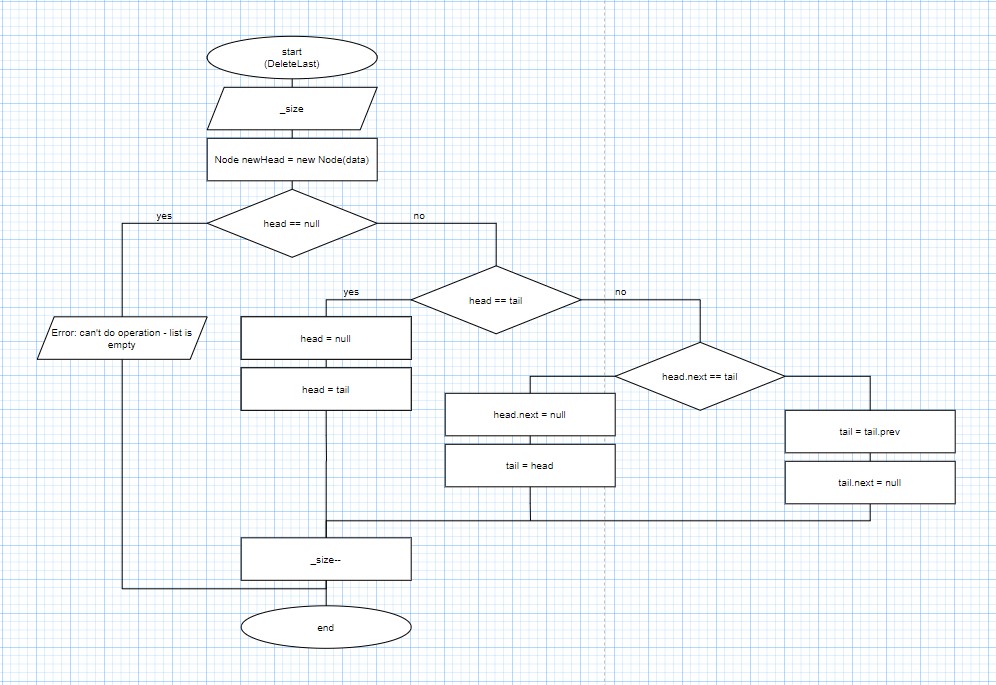 start
(DeleteLast)
_size
Node newHead = new Node(data)
yes
head == null
no
yes
head == tail
no
Error: can't do operation - list is
empty
head = null
head.next == tail
head = tail
head.next = null
tail = tail.prev
tail = head
tail.next = null
_size--
end